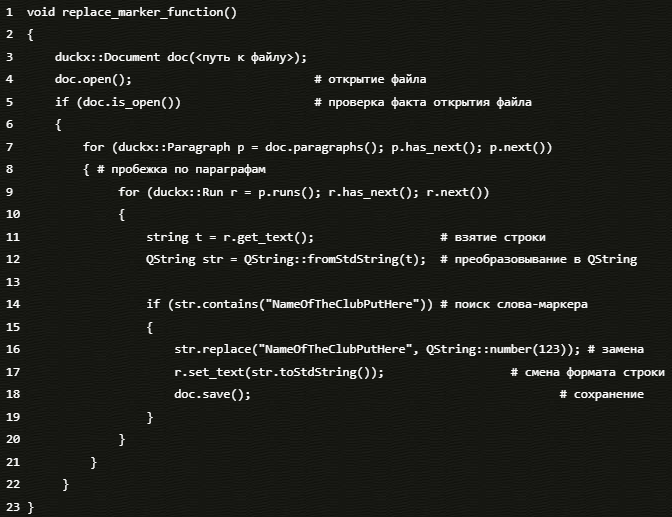 1 void replace_marker_function()
2 {
3     duckx::Document doc(<путь к файлу>);
4     doc.open();                          # открытие файла
5     if (doc.is_open())                   # проверка факта открытия файла
6     {
7         for (duckx::Paragraph p = doc.paragraphs(); p.has_next(); p.next())
8         { # пробежка по параграфам
9              for (duckx::Run r = p.runs(); r.has_next(); r.next())
10              {
11                  string t = r.get_text();                  # взятие строки
12                  QString str = QString::fromStdString(t);  # преобразовывание в QString
13
14                  if (str.contains("NameOfTheClubPutHere")) # поиск слова-маркера
15                  {
16                      str.replace("NameOfTheClubPutHere", QString::number(123)); # замена
17                      r.set_text(str.toStdString());                  # смена формата строки
18                      doc.save();                                            # сохранение
19                  }
20              }
21          }
22      }
23 }